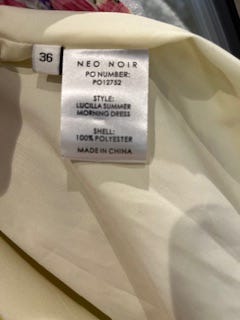 36
NEO NOIR
PO NUMBER:
PO12752
STYLE:
LUCILLA SUMMER
MORNING DRESS
SHELL:
100% POLYESTER
MADE IN CHINA